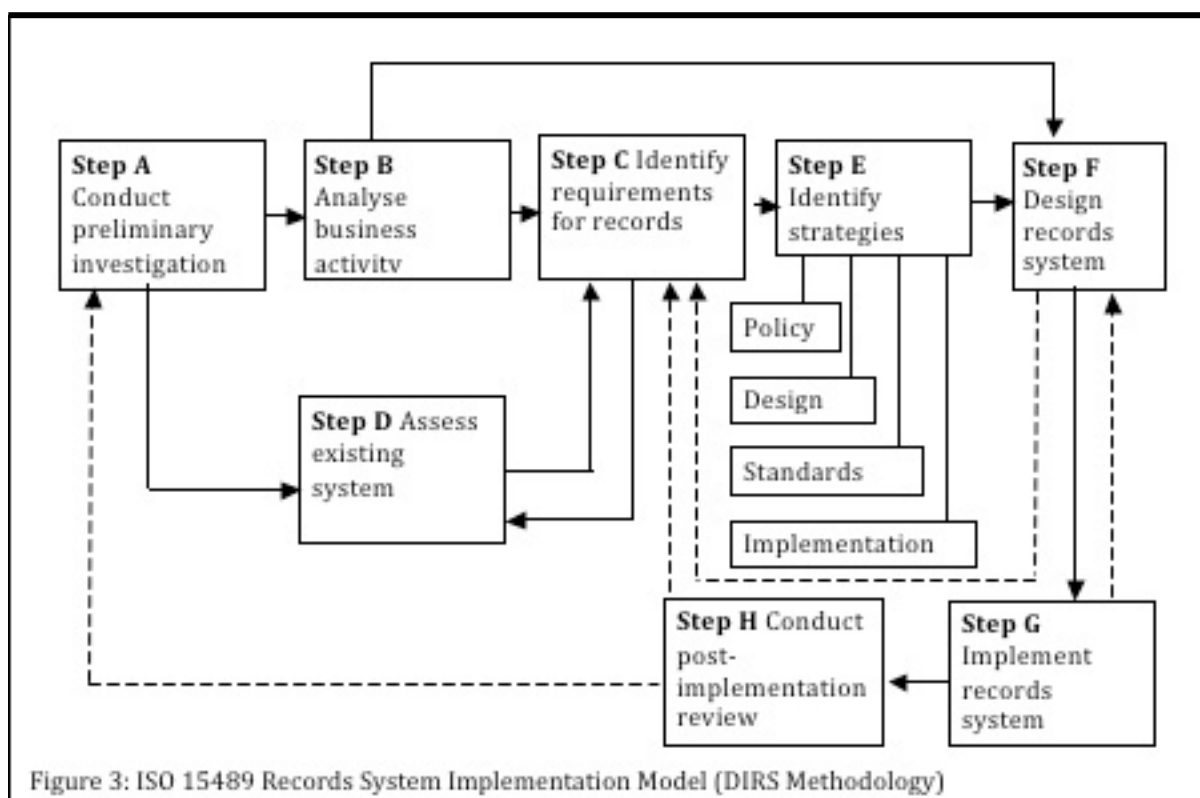 Step A
Conduct
preliminary
investigation
Step B
Analyse
business
activity
Step C Identify
requirements
for records
Step E
Identify
strategies
Step F
Design
records
system
Policy
Design
Standards
Implementation
Step D Assess
existing
system
Step H Conduct
post-
implementation
review
Step G
Implement
records
system
Figure 3: ISO 15489 Records System Implementation Model (DIRS Methodology)